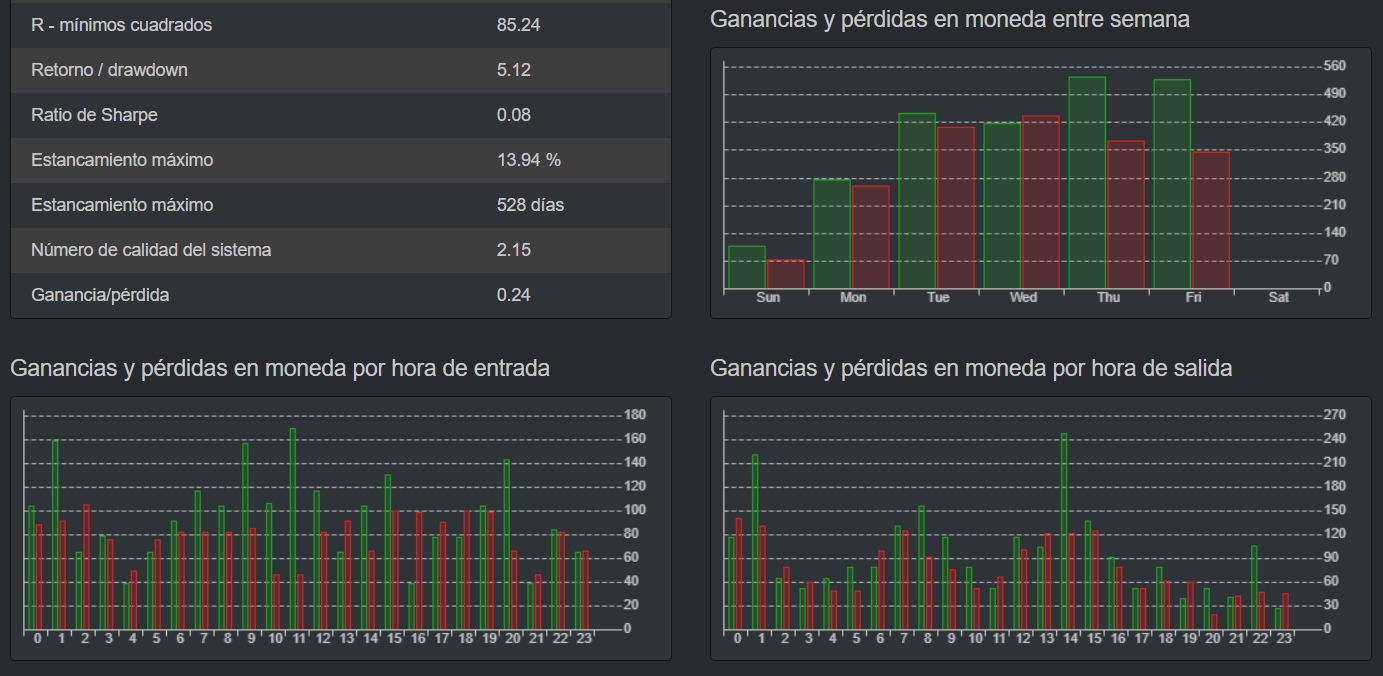 R - mínimos cuadrados 85.24
Retorno / drawdown 5.12
Ratio de Sharpe 0.08
Estancamiento máximo 13.94 %
Estancamiento máximo 528 días
Número de calidad del sistema 2.15
Ganancia/pérdida 0.24
Ganancias y pérdidas en moneda entre semana
560
490
420
350
280
210
140
70
0
Sun Mon Tue Wed Thu Fri Sat
Ganancias y pérdidas en moneda por hora de entrada
180
160
140
120
100
80
60
40
20
0
0 1 2 3 4 5 6 7 8 9 10 11 12 13 14 15 16 17 18 19 20 21 22 23
Ganancias y pérdidas en moneda por hora de salida
270
240
210
180
150
120
90
60
30
0
0 1 2 3 4 5 6 7 8 9 10 11 12 13 14 15 16 17 18 19 20 21 22 23